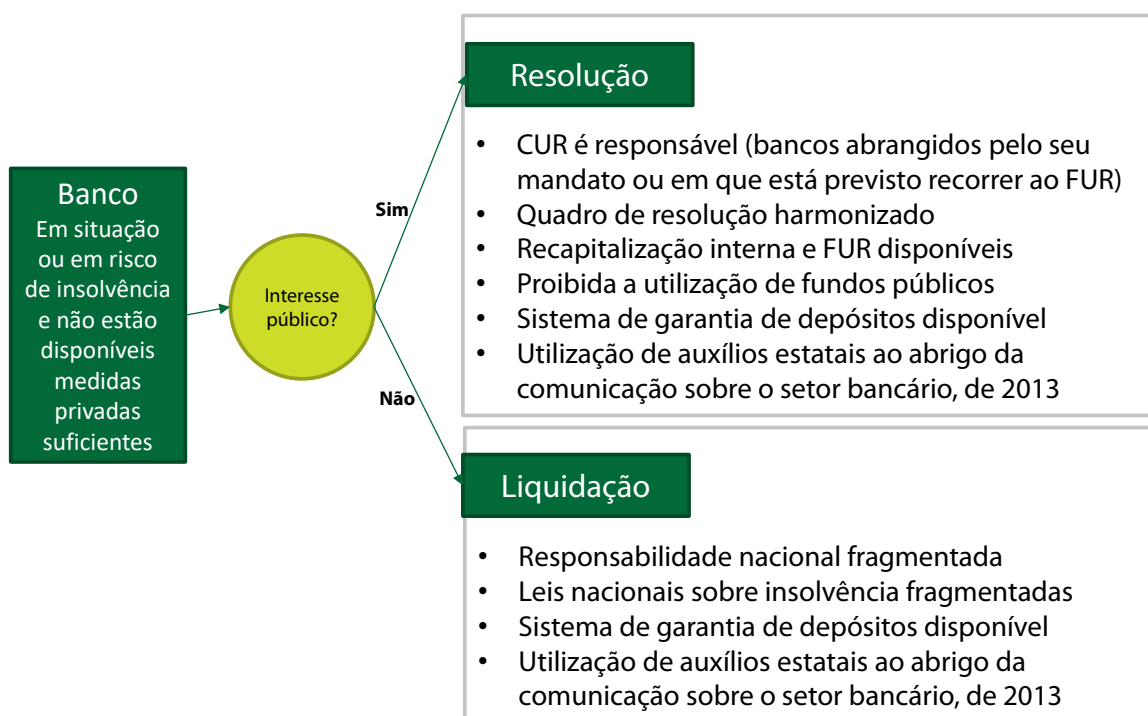 Banco
Em situação
ou em risco
de insolvência
e não estão
disponíveis
medidas
privadas
suficientes
Interesse
público?
Sim
Não
Resolução
• CUR é responsável (bancos abrangidos pelo seu
mandato ou em que está previsto recorrer ao FUR)
• Quadro de resolução harmonizado
• Recapitalização interna e FUR disponíveis
• Proibida a utilização de fundos públicos
• Sistema de garantia de depósitos disponível
• Utilização de auxílios estatais ao abrigo da
comunicação sobre o setor bancário, de 2013
Liquidação
• Responsabilidade nacional fragmentada
• Leis nacionais sobre insolvência fragmentadas
• Sistema de garantia de depósitos disponível
• Utilização de auxílios estatais ao abrigo da
comunicação sobre o setor bancário, de 2013